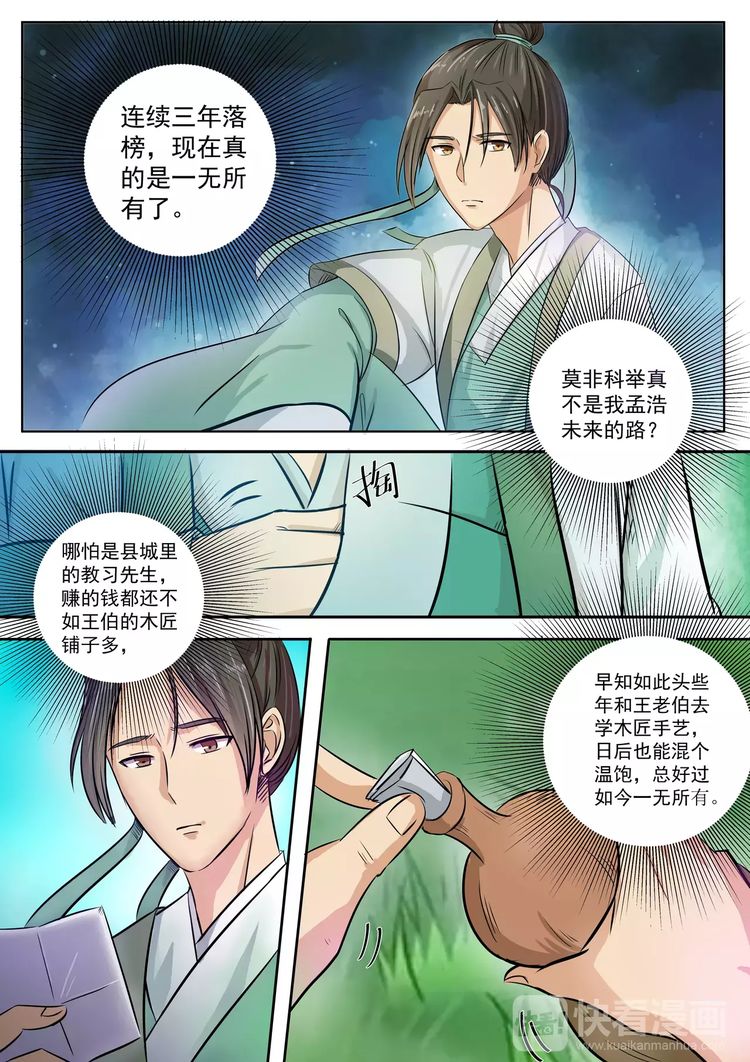 连续三年落
榜，现在真
的是一无所
有了。
莫非科举真
不是我孟浩
未来的路？
掏
哪怕是县城里
的教习先生，
赚的钱都还不
如王伯的木匠
铺子多，
早知如此头些
年和王老伯去
学木匠手艺，
日后也能混个
温饱，总好过
如今一无所有。
快看漫画
www.kuaikanmanhua.com